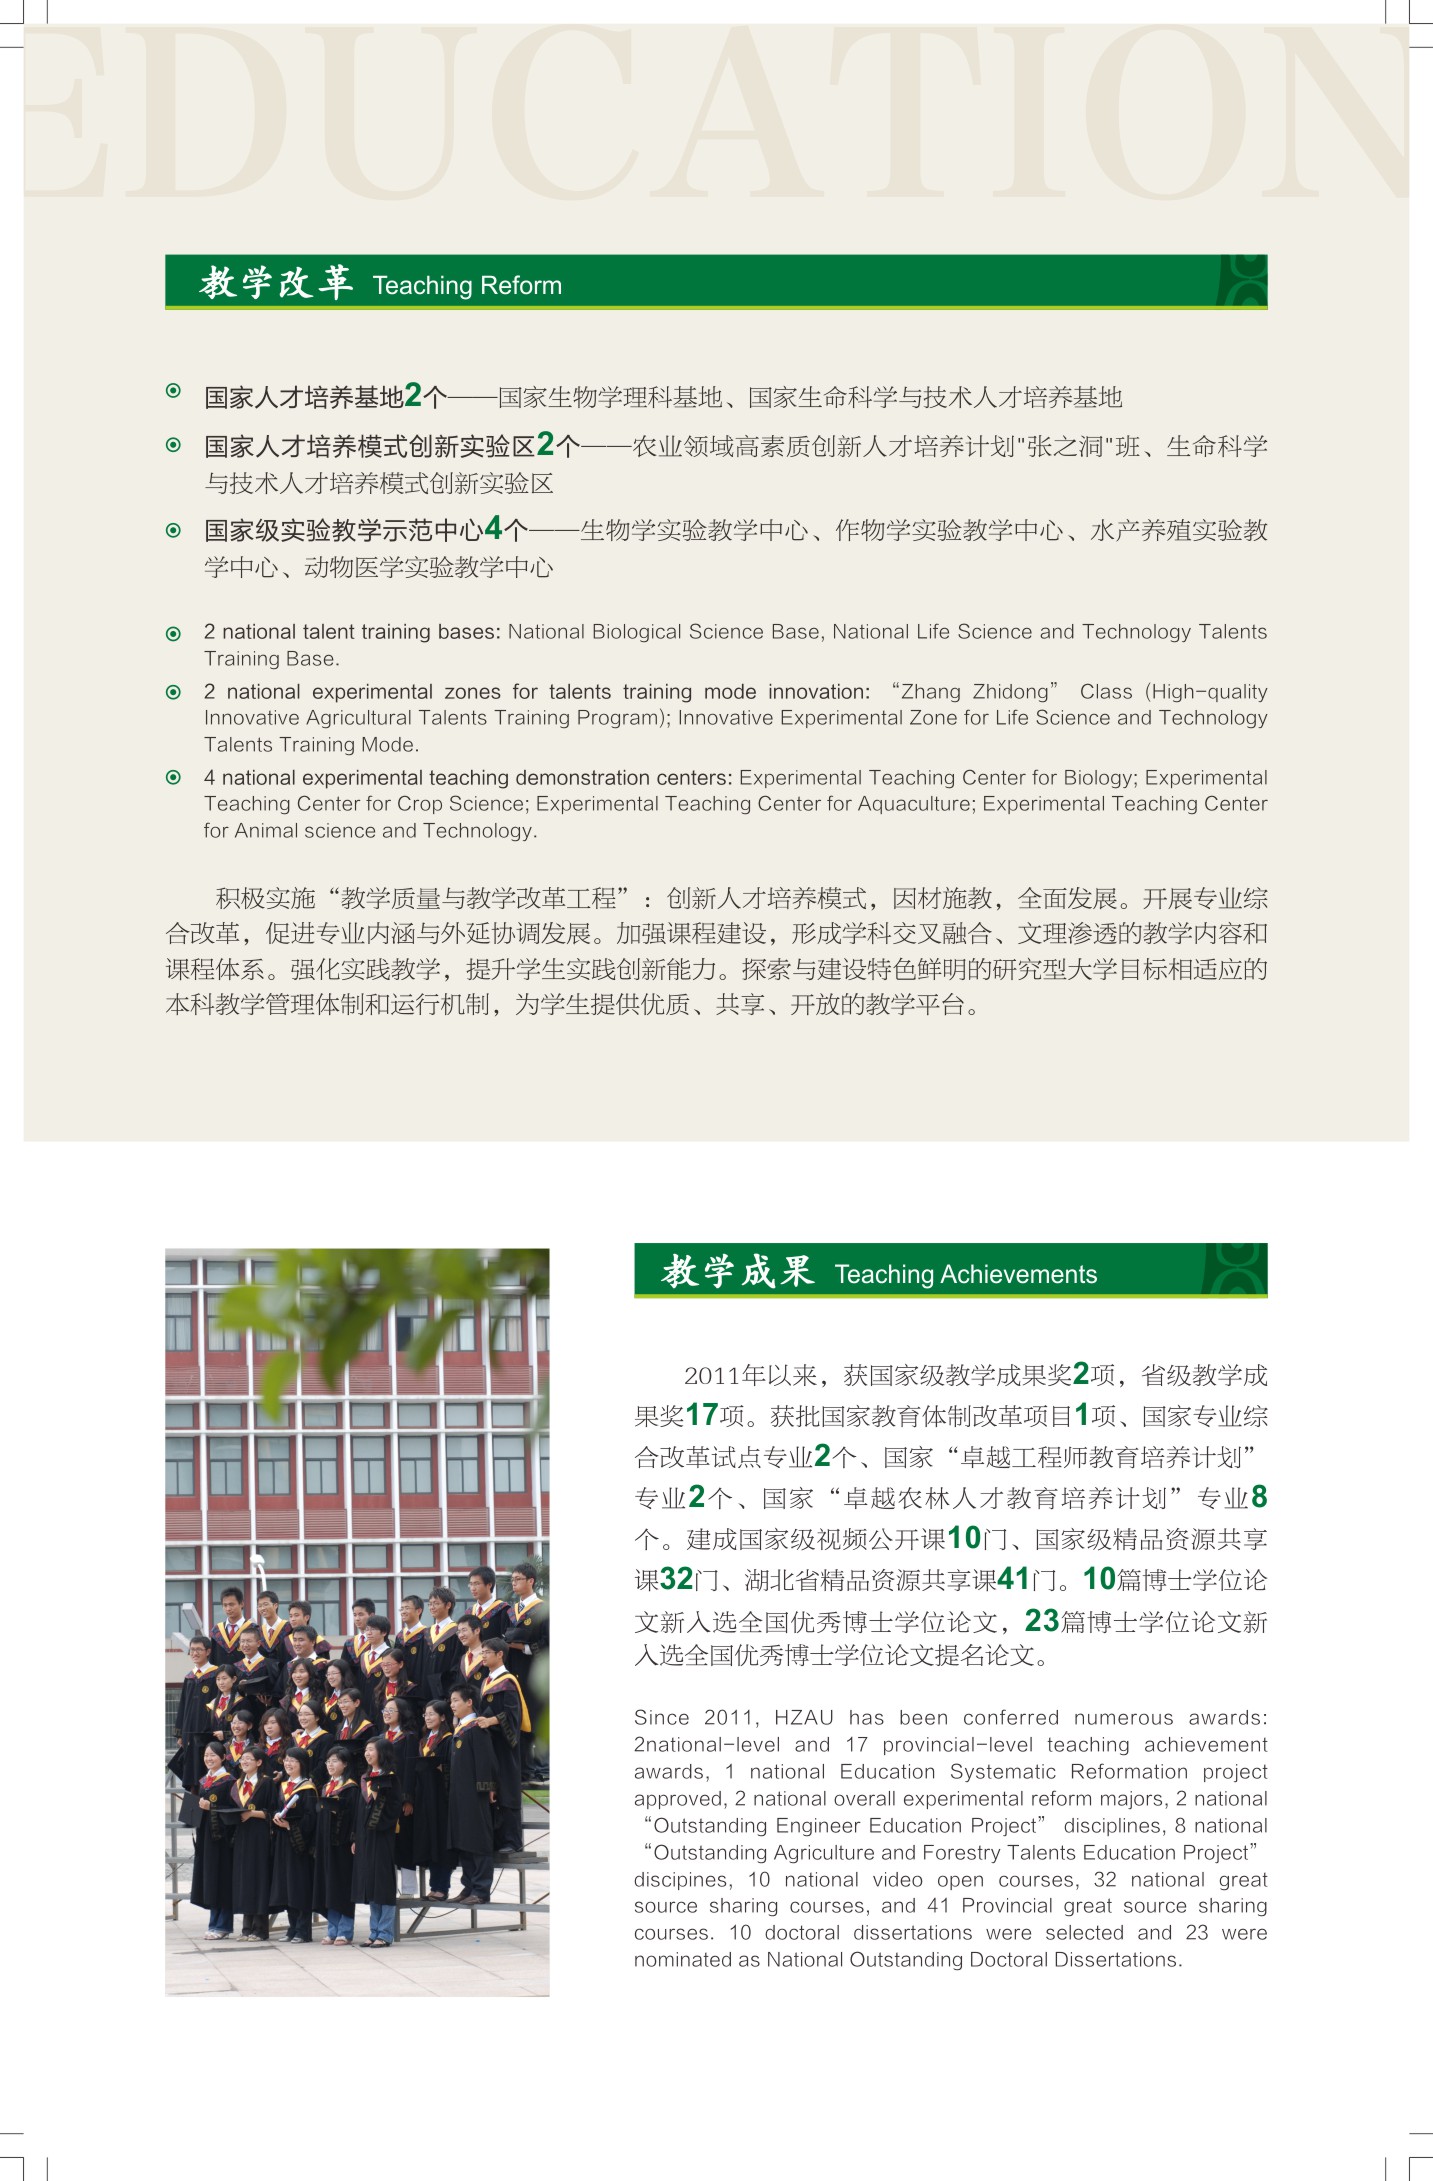 EDUCATION
教学改革 Teaching Reform
国家人才培养基地2个——国家生物学理科基地、国家生命科学与技术人才培养基地
国家人才培养模式创新实验区2个——农业领域高素质创新人才培养计划"张之洞"班、生命科学
与技术人才培养模式创新实验区
国家级实验教学示范中心4个——生物学实验教学中心、作物学实验教学中心、水产养殖实验教
学中心、动物医学实验教学中心
2 national talent training bases: National Biological Science Base, National Life Science and Technology Talents
Training Base.
2 national experimental zones for talents training mode innovation: “Zhang Zhidong” Class (High-quality
Innovative Agricultural Talents Training Program); Innovative Experimental Zone for Life Science and Technology
Talents Training Mode.
4 national experimental teaching demonstration centers: Experimental Teaching Center for Biology; Experimental
Teaching Center for Crop Science; Experimental Teaching Center for Aquaculture; Experimental Teaching Center
for Animal science and Technology.
积极实施“教学质量与教学改革工程”：创新人才培养模式，因材施教，全面发展。开展专业综
合改革，促进专业内涵与外延协调发展。加强课程建设，形成学科交叉融合、文理渗透的教学内容和
课程体系。强化实践教学，提升学生实践创新能力。探索与建设特色鲜明的研究型大学目标相适应的
本科教学管理体制和运行机制，为学生提供优质、共享、开放的教学平台。
教学成果 Teaching Achievements
2011年以来，获国家级教学成果奖2项，省级教学成
果奖17项。获批国家教育体制改革项目1项、国家专业综
合改革试点专业2个、国家“卓越工程师教育培养计划”
专业2个、国家“卓越农林人才教育培养计划”专业8
个。建成国家级视频公开课10门、国家级精品资源共享
课32门、湖北省精品资源共享课41门。10篇博士学位论
文新入选全国优秀博士学位论文，23篇博士学位论文新
入选全国优秀博士学位论文提名论文。
Since 2011, HZAU has been conferred numerous awards:
2national-level and 17 provincial-level teaching achievement
awards, 1 national Education Systematic Reformation project
approved, 2 national overall experimental reform majors, 2 national
“Outstanding Engineer Education Project” disciplines, 8 national
“Outstanding Agriculture and Forestry Talents Education Project”
discipines, 10 national video open courses, 32 national great
source sharing courses, and 41 Provincial great source sharing
courses. 10 doctoral dissertations were selected and 23 were
nominated as National Outstanding Doctoral Dissertations.